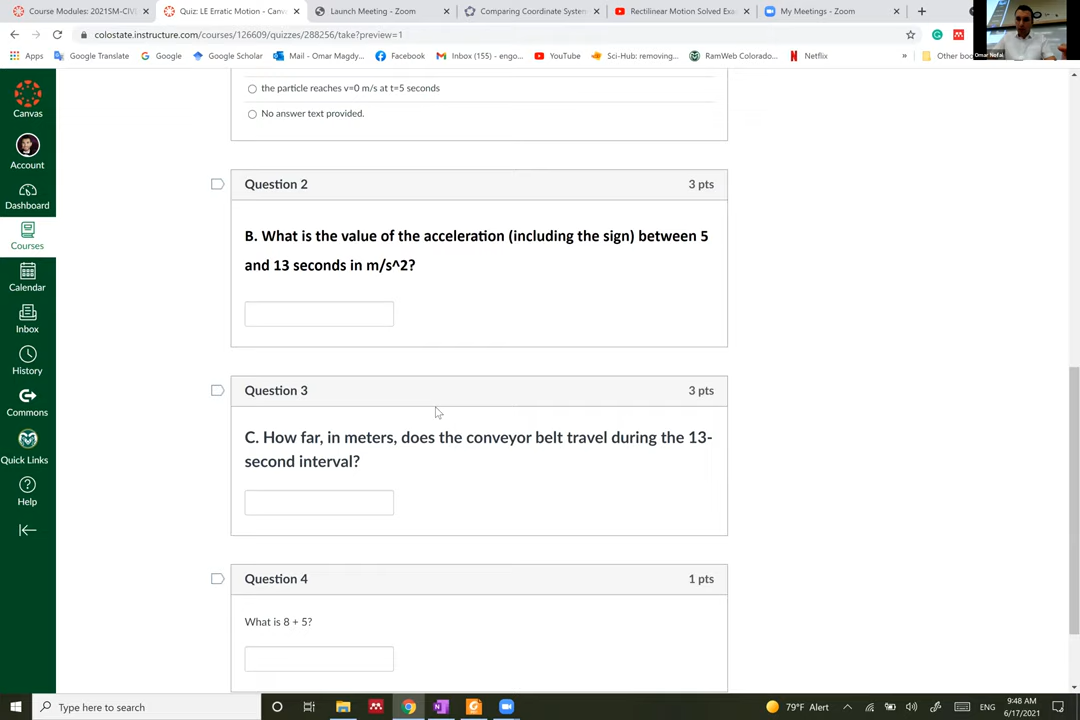 Course Modules: 2021SM-CIV
Quiz: LE Erratic Motion - Canv
Launch Meeting - Zoom
Comparing Coordinate System
Rectilinear Motion Solved Exa
My Meetings - Zoom
colostate.instructure.com/courses/126609/quizzes/288256/take?preview=1
Apps
Google Translate
Google
Google Scholar
Mail - Omar Magdy...
Facebook
Inbox (155) - engo...
YouTube
Sci-Hub: removing...
RamWeb Colorado...
Netflix
»
Other boo
Omar Nofal
Canvas
Account
Dashboard
Courses
Calendar
Inbox
History
Commons
Quick Links
Help
the particle reaches v=0 m/s at t=5 seconds
No answer text provided.
Question 2
3 pts
B. What is the value of the acceleration (including the sign) between 5
and 13 seconds in m/s^2?
Question 3
3 pts
C. How far, in meters, does the conveyor belt travel during the 13-
second interval?
Question 4
1 pts
What is 8 + 5?
Type here to search
79°F Alert
ENG
9:48 AM
6/17/2021